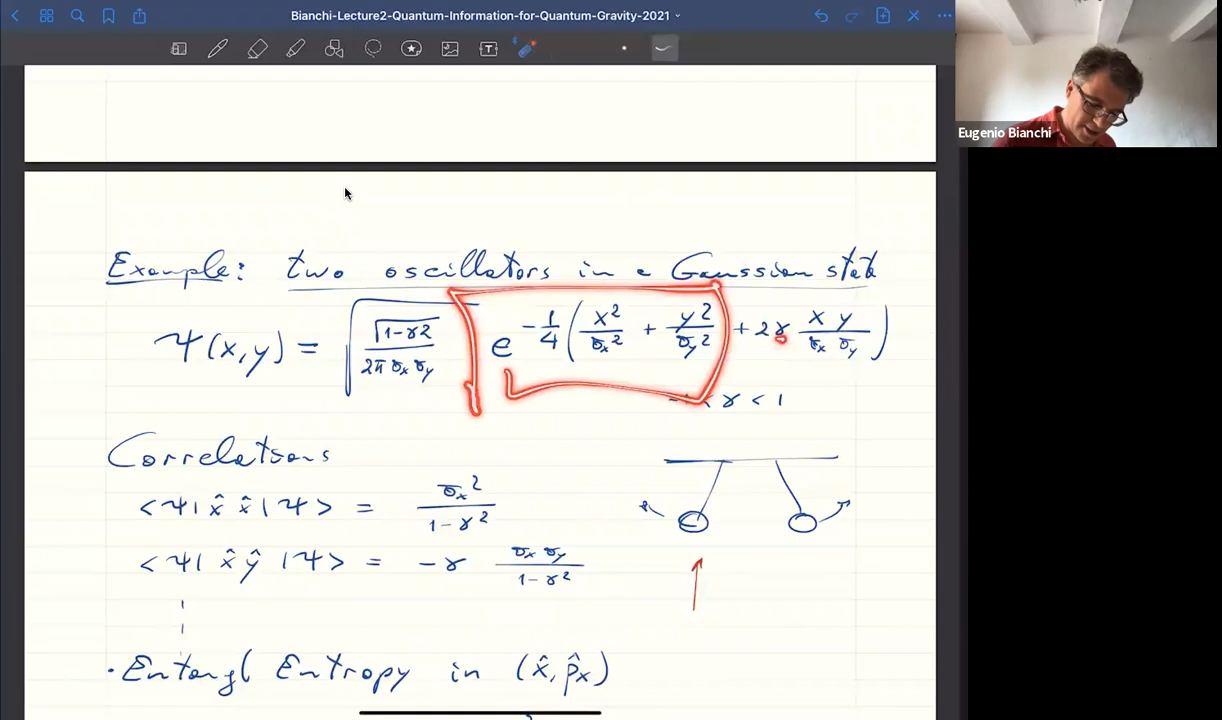 Bianchi-Lecture2-Quantum-Information-for-Quantum-Gravity-2021
Eugenio Bianchi
Example: two oscillators in a Gaussian state
Ψ(x,y) = √(√(1-γ2) / (2π σx σy)) e^(-1/4 (x²/σx² + y²/σy² + 2γ x y/(σx σy)))
-1 < γ < 1
Correlations
<Ψ| x̂ x̂ |Ψ> = σx² / (1-γ²)
<Ψ| x̂ ŷ |Ψ> = -γ σx σy / (1-γ²)
· Entangl Entropy in (x̂, p̂x)